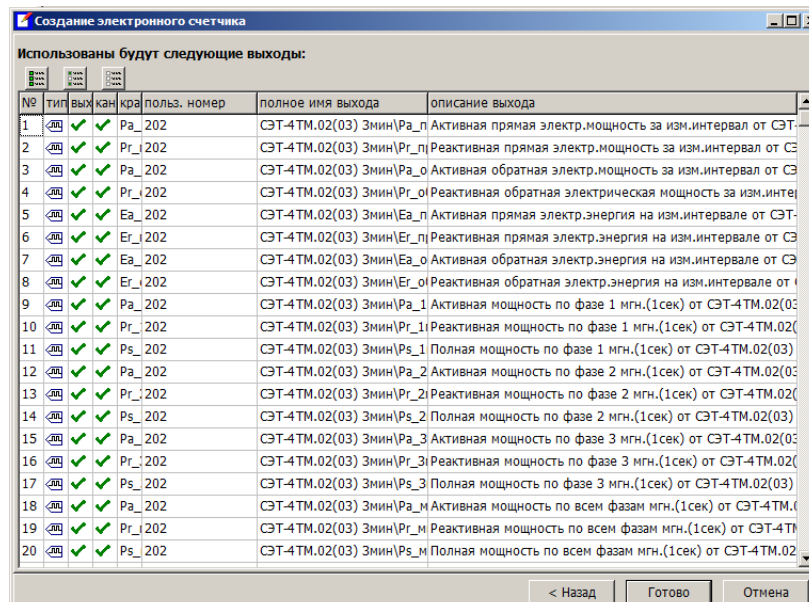 Создание электронного счетчика
Использованы будут следующие выходы:
№ тип вых кан кра польз. номер полное имя выхода описание выхода
1 Pa_ 202 СЭТ-4ТМ.02(03) 3мин\Pa_п Активная прямая электр.мощность за изм.интервал от СЭТ-
2 Pr_ 202 СЭТ-4ТМ.02(03) 3мин\Pr_п Реактивная прямая электр.мощность за изм.интервал от СЭ
3 Pa_ 202 СЭТ-4ТМ.02(03) 3мин\Pa_о Активная обратная электр.мощность за изм.интервал от СЭ
4 Pr_ 202 СЭТ-4ТМ.02(03) 3мин\Pr_о Реактивная обратная электрическая мощность за изм.инте
5 Ea_ 202 СЭТ-4ТМ.02(03) 3мин\Ea_п Активная прямая электр.энергия на изм.интервале от СЭТ-
6 Er_ 202 СЭТ-4ТМ.02(03) 3мин\Er_п Реактивная прямая электр.энергия на изм.интервале от СЭ
7 Ea_ 202 СЭТ-4ТМ.02(03) 3мин\Ea_о Активная обратная электр.энергия на изм.интервале от СЭ
8 Er_ 202 СЭТ-4ТМ.02(03) 3мин\Er_о Реактивная обратная электр.энергия на изм.интервале от
9 Pa_ 202 СЭТ-4ТМ.02(03) 3мин\Pa_1 Активная мощность по фазе 1 мгн.(1сек) от СЭТ-4ТМ.02(03
10 Pr_ 202 СЭТ-4ТМ.02(03) 3мин\Pr_1 Реактивная мощность по фазе 1 мгн.(1сек) от СЭТ-4ТМ.02(
11 Ps_ 202 СЭТ-4ТМ.02(03) 3мин\Ps_1 Полная мощность по фазе 1 мгн.(1сек) от СЭТ-4ТМ.02(03)
12 Pa_ 202 СЭТ-4ТМ.02(03) 3мин\Pa_2 Активная мощность по фазе 2 мгн.(1сек) от СЭТ-4ТМ.02(03
13 Pr_ 202 СЭТ-4ТМ.02(03) 3мин\Pr_2 Реактивная мощность по фазе 2 мгн.(1сек) от СЭТ-4ТМ.02(
14 Ps_ 202 СЭТ-4ТМ.02(03) 3мин\Ps_2 Полная мощность по фазе 2 мгн.(1сек) от СЭТ-4ТМ.02(03)
15 Pa_ 202 СЭТ-4ТМ.02(03) 3мин\Pa_3 Активная мощность по фазе 3 мгн.(1сек) от СЭТ-4ТМ.02(03
16 Pr_ 202 СЭТ-4ТМ.02(03) 3мин\Pr_3 Реактивная мощность по фазе 3 мгн.(1сек) от СЭТ-4ТМ.02(
17 Ps_ 202 СЭТ-4ТМ.02(03) 3мин\Ps_3 Полная мощность по фазе 3 мгн.(1сек) от СЭТ-4ТМ.02(03)
18 Pa_ 202 СЭТ-4ТМ.02(03) 3мин\Pa_м Активная мощность по всем фазам мгн.(1сек) от СЭТ-4ТМ.(
19 Pr_ 202 СЭТ-4ТМ.02(03) 3мин\Pr_м Реактивная мощность по всем фазам мгн.(1сек) от СЭТ-4ТМ
20 Ps_ 202 СЭТ-4ТМ.02(03) 3мин\Ps_м Полная мощность по всем фазам мгн.(1сек) от СЭТ-4ТМ.02
< Назад Готово Отмена